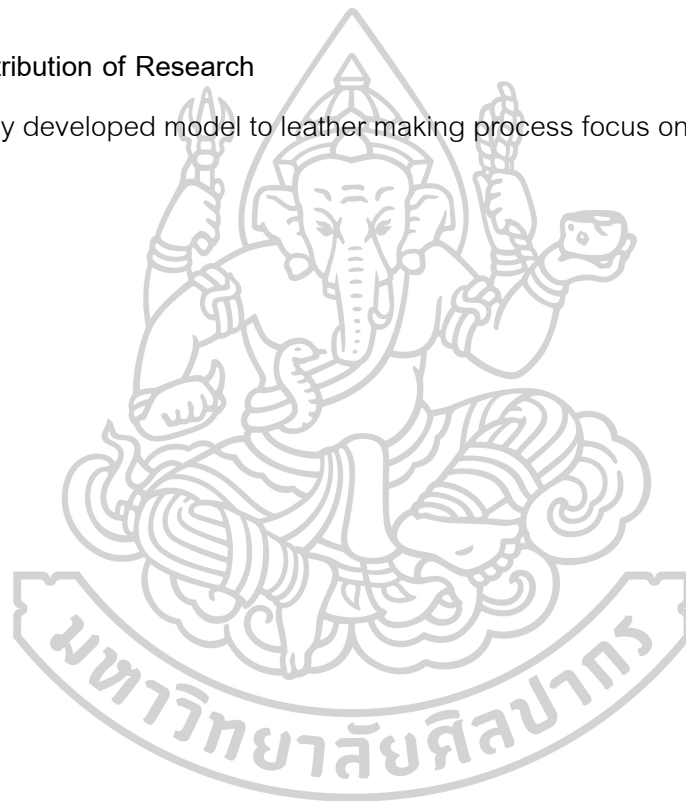 tribution of Research
y developed model to leather making process focus on
มหาวิทยาลัยศิลปากร